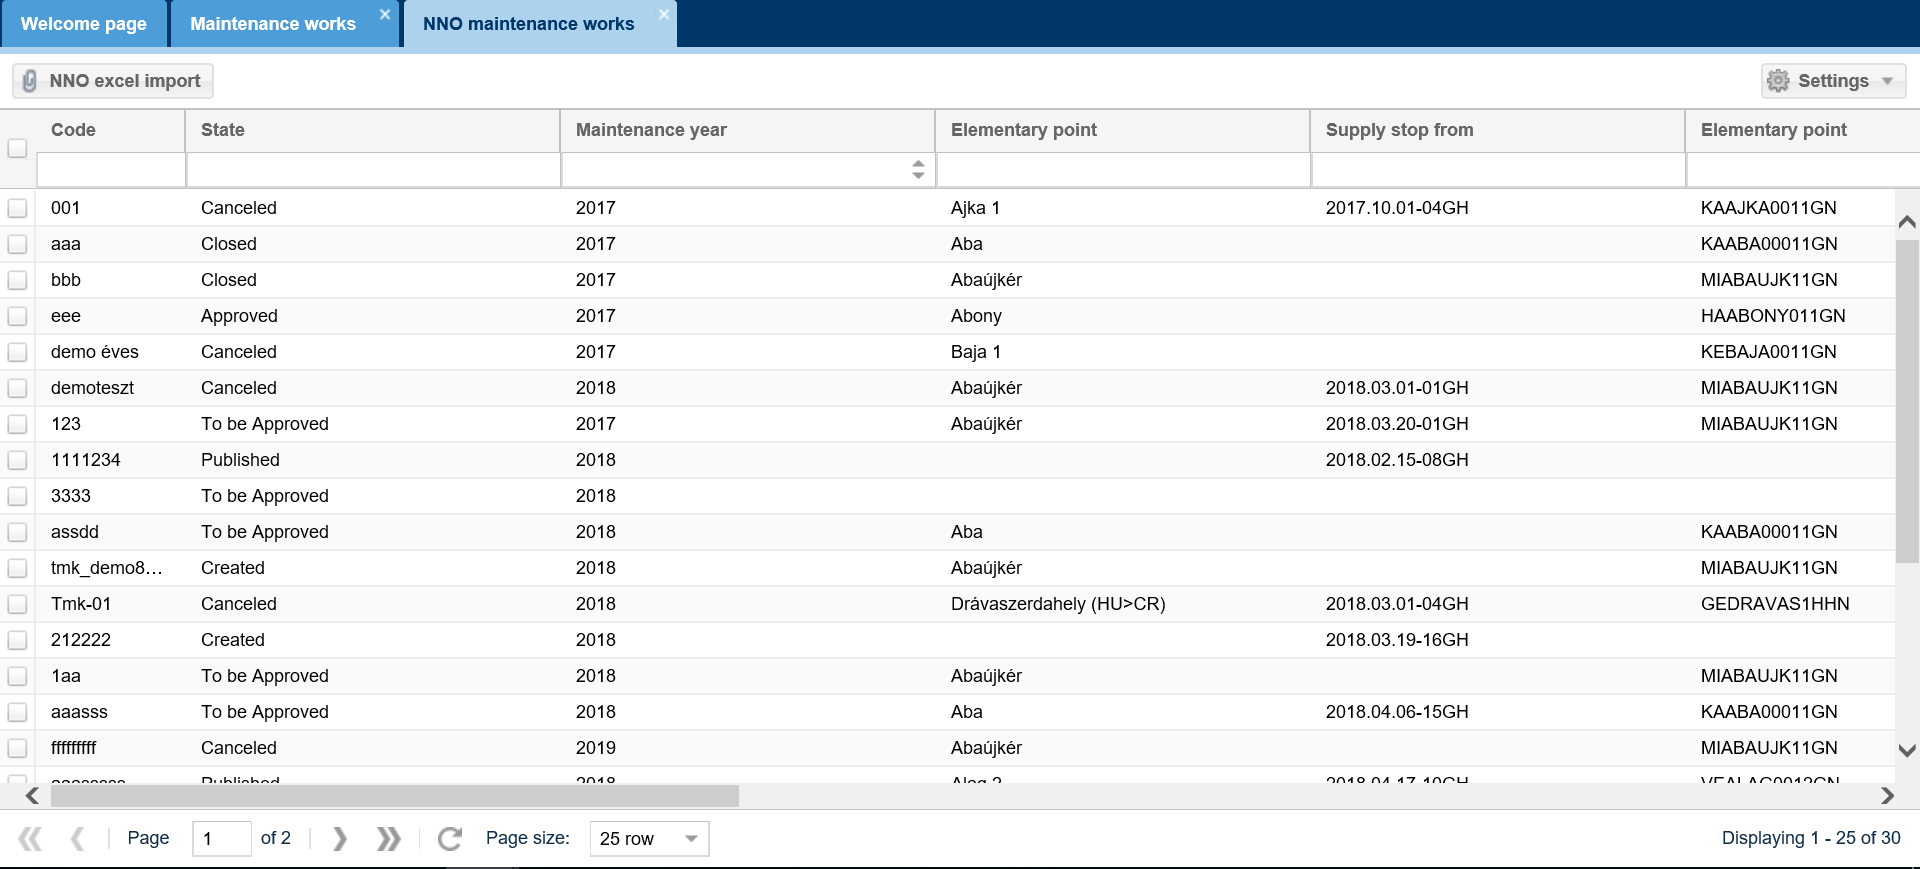 Welcome page Maintenance works NNO maintenance works
NNO excel import Settings
Code State Maintenance year Elementary point Supply stop from Elementary point
001 Canceled 2017 Ajka 1 2017.10.01-04GH KAAJKA0011GN
aaa Closed 2017 Aba KAABA00011GN
bbb Closed 2017 Abaújkér MIABAUJK11GN
eee Approved 2017 Abony HAABONY011GN
demo éves Canceled 2017 Baja 1 KEBAJA0011GN
demoteszt Canceled 2018 Abaújkér 2018.03.01-01GH MIABAUJK11GN
123 To be Approved 2017 Abaújkér 2018.03.20-01GH MIABAUJK11GN
1111234 Published 2018 2018.02.15-08GH
3333 To be Approved 2018
assdd To be Approved 2018 Aba KAABA00011GN
tmk_demo8... Created 2018 Abaújkér MIABAUJK11GN
Tmk-01 Canceled 2018 Drávaszerdahely (HU>CR) 2018.03.01-04GH GEDRAVAS1HHN
212222 Created 2018 2018.03.19-16GH
1aa To be Approved 2018 Abaújkér MIABAUJK11GN
aaasss To be Approved 2018 Aba 2018.04.06-15GH KAABA00011GN
fffffffff Canceled 2019 Abaújkér MIABAUJK11GN
Published 2018
Page 1 of 2 Page size: 25 row Displaying 1 - 25 of 30